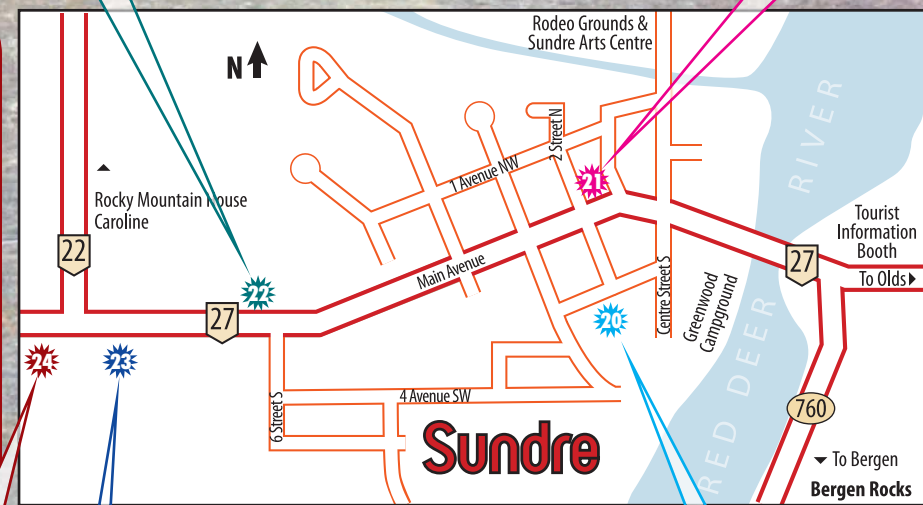 Rodeo Grounds &
Sundre Arts Centre
N
RIVER
2 Street N
1 Avenue NW
21
Rocky Mountain House
Caroline
Tourist
Information
Booth
22
27
To Olds
Main Avenue
22
27
Centre Street S
Greenwood
Campground
20
24
23
6 Street S
4 Avenue SW
RED DEER
760
Sundre
To Bergen
Bergen Rocks